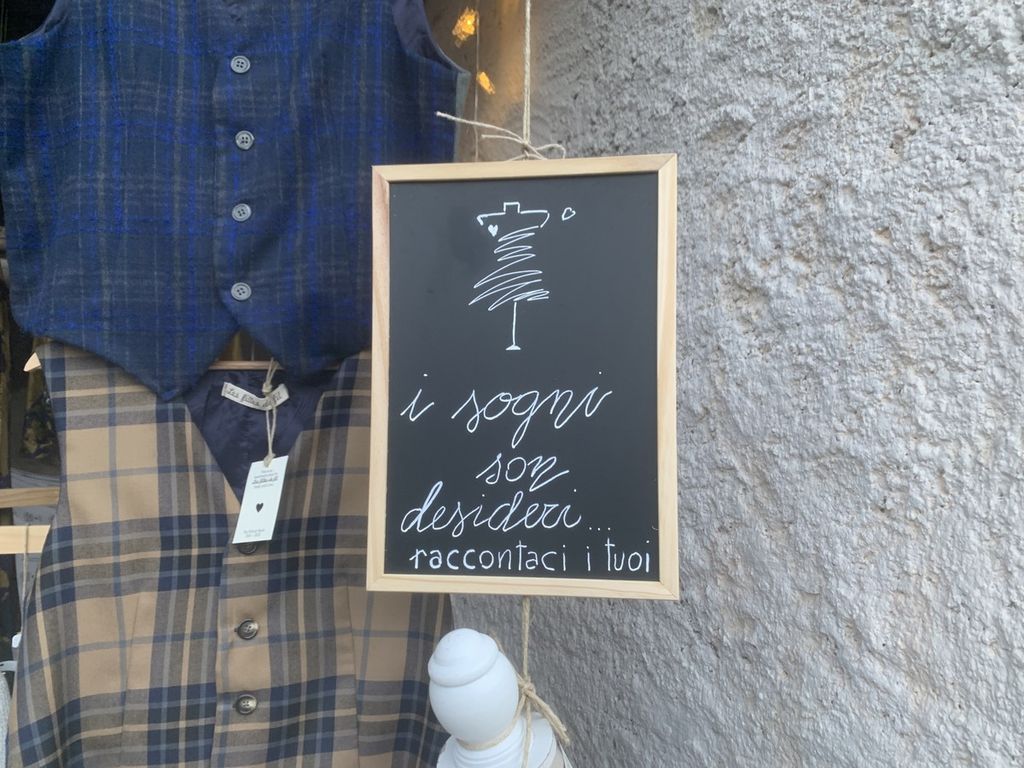 i sogni
son
desideri...
raccontaci i tuoi